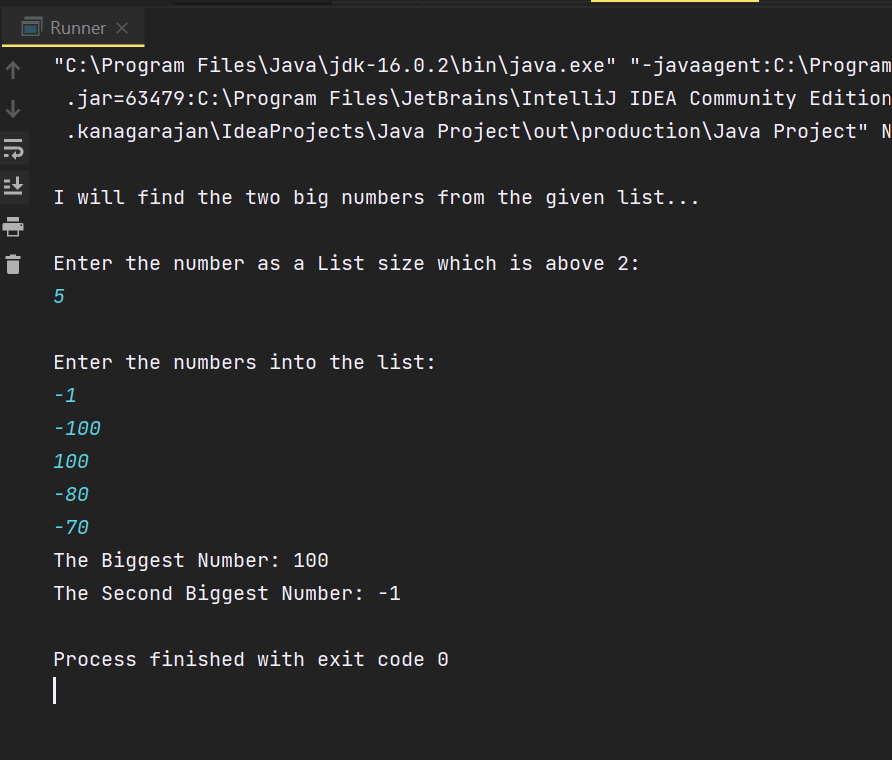 Runner
"C:\Program Files\Java\jdk-16.0.2\bin\java.exe" "-javaagent:C:\Program
.jar=63479:C:\Program Files\JetBrains\IntelliJ IDEA Community Edition
.kanagarajan\IdeaProjects\Java Project\out\production\Java Project" N
I will find the two big numbers from the given list...
Enter the number as a List size which is above 2:
5
Enter the numbers into the list:
-1
-100
100
-80
-70
The Biggest Number: 100
The Second Biggest Number: -1
Process finished with exit code 0